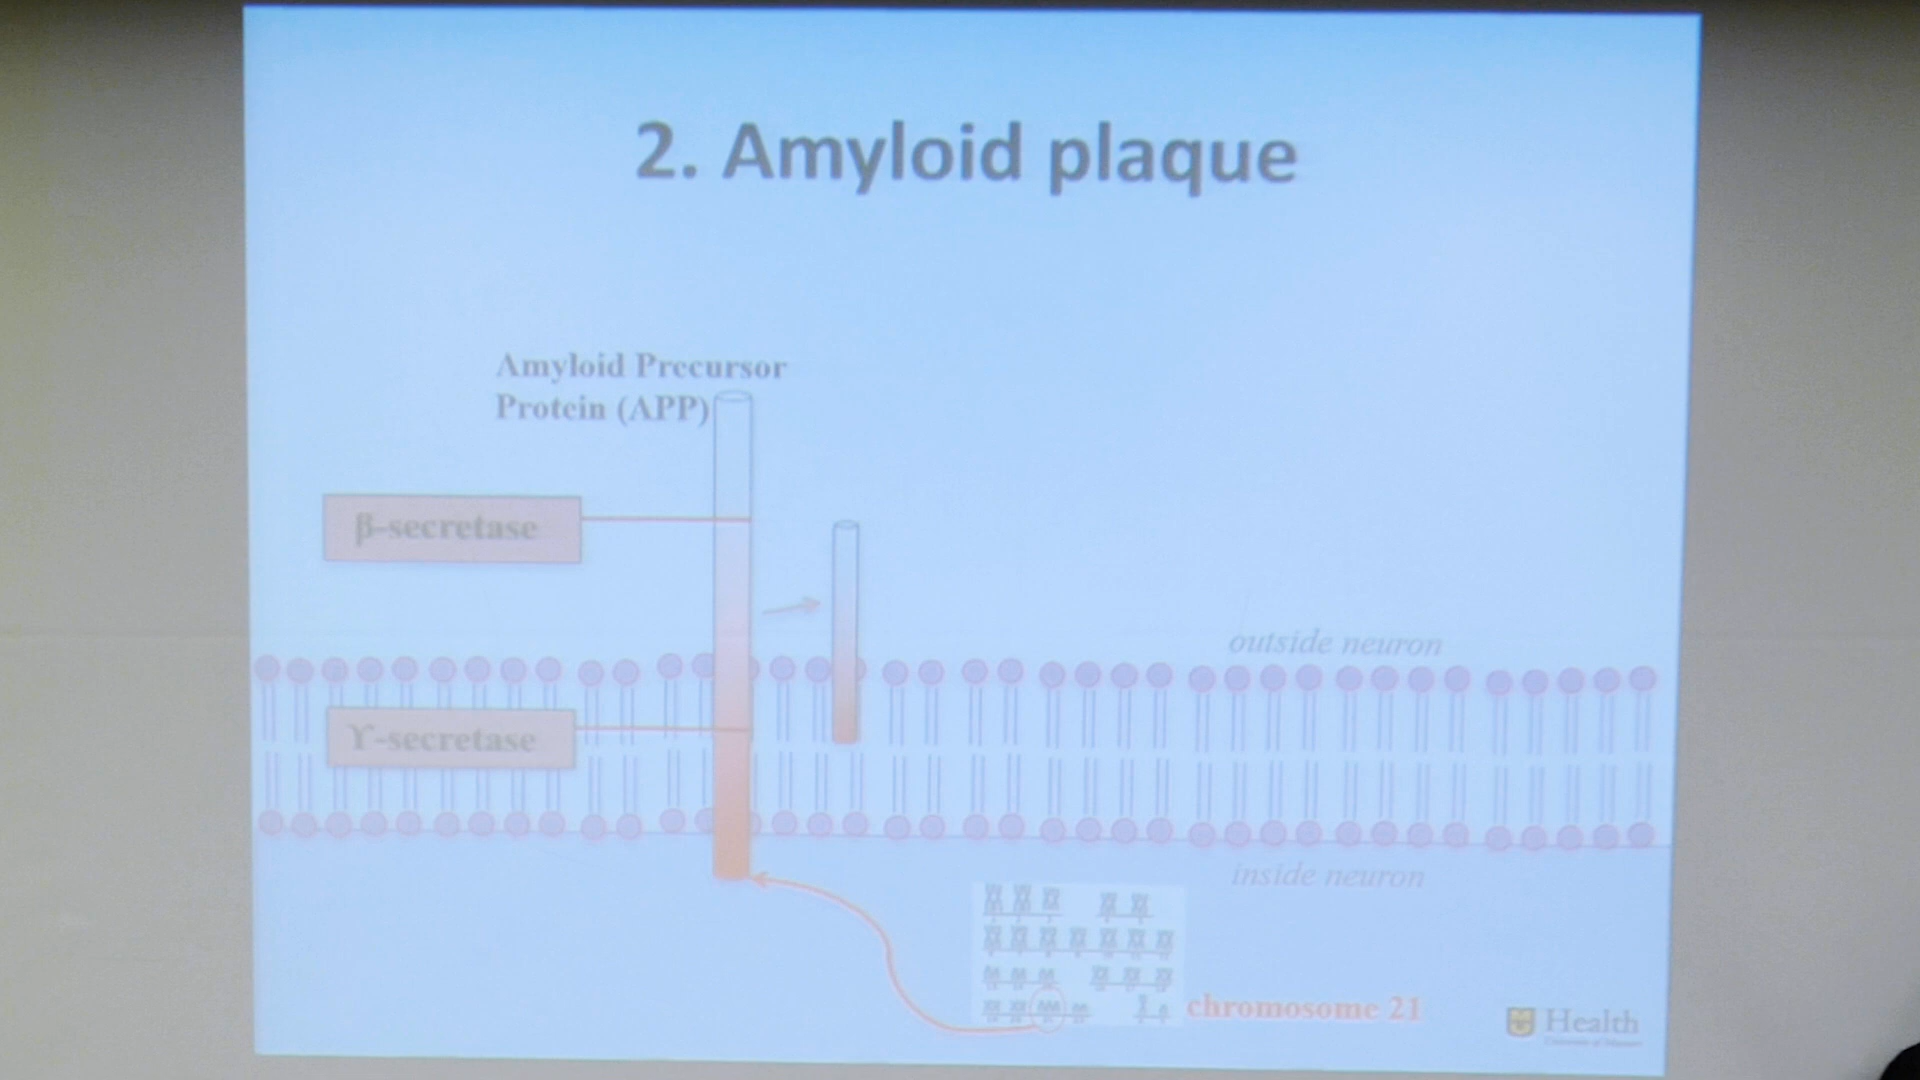 2. Amyloid plaque
Amyloid Precursor
Protein (APP)
β-secretase
outside neuron
ϒ-secretase
inside neuron
chromosome 21
Health